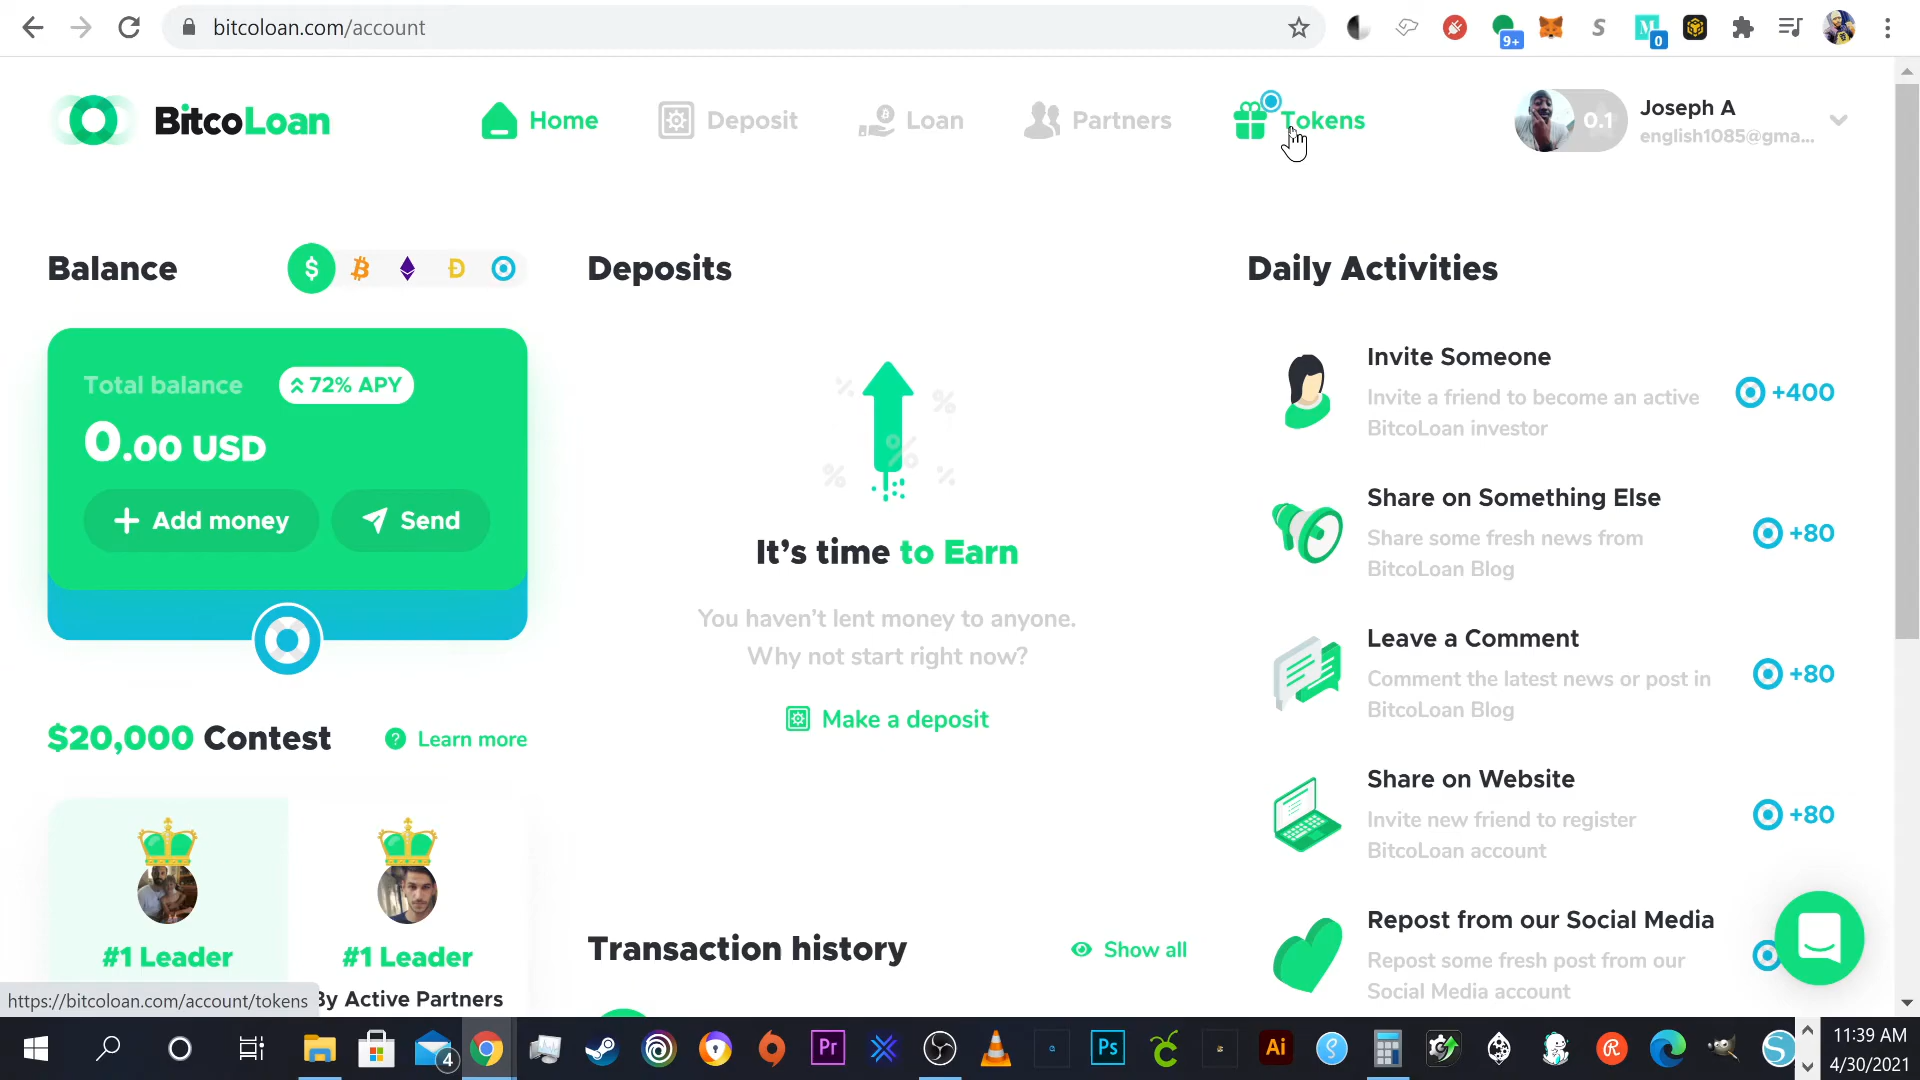 bitcoloan.com/account
9+
M
0
BitcoLoan
Home
Deposit
Loan
Partners
Tokens
0.1
Joseph A
english1085@gma...
Balance
Total balance
72% APY
0.00 USD
Add money
Send
$20,000 Contest
Learn more
#1 Leader
#1 Leader
By Active Partners
https://bitcoloan.com/account/tokens
Deposits
It's time to Earn
You haven't lent money to anyone.
Why not start right now?
Make a deposit
Transaction history
Show all
Daily Activities
Invite Someone
Invite a friend to become an active
BitcoLoan investor
+400
Share on Something Else
Share some fresh news from
BitcoLoan Blog
+80
Leave a Comment
Comment the latest news or post in
BitcoLoan Blog
+80
Share on Website
Invite new friend to register
BitcoLoan account
+80
Repost from our Social Media
Repost some fresh post from our
Social Media account
4
Pr
Ps
Ai
11:39 AM
4/30/2021